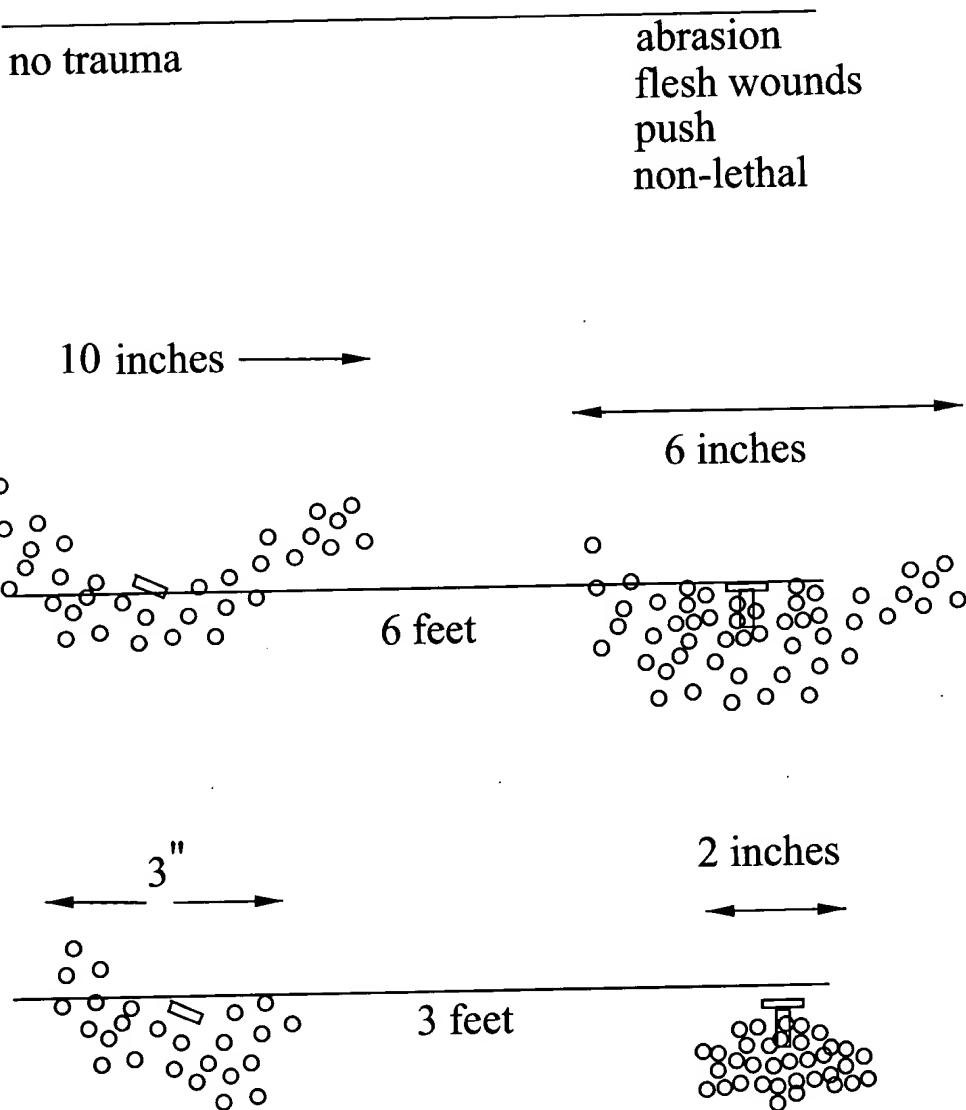 no trauma
abrasion
flesh wounds
push
non-lethal
10 inches
6 inches
6 feet
3"
2 inches
3 feet